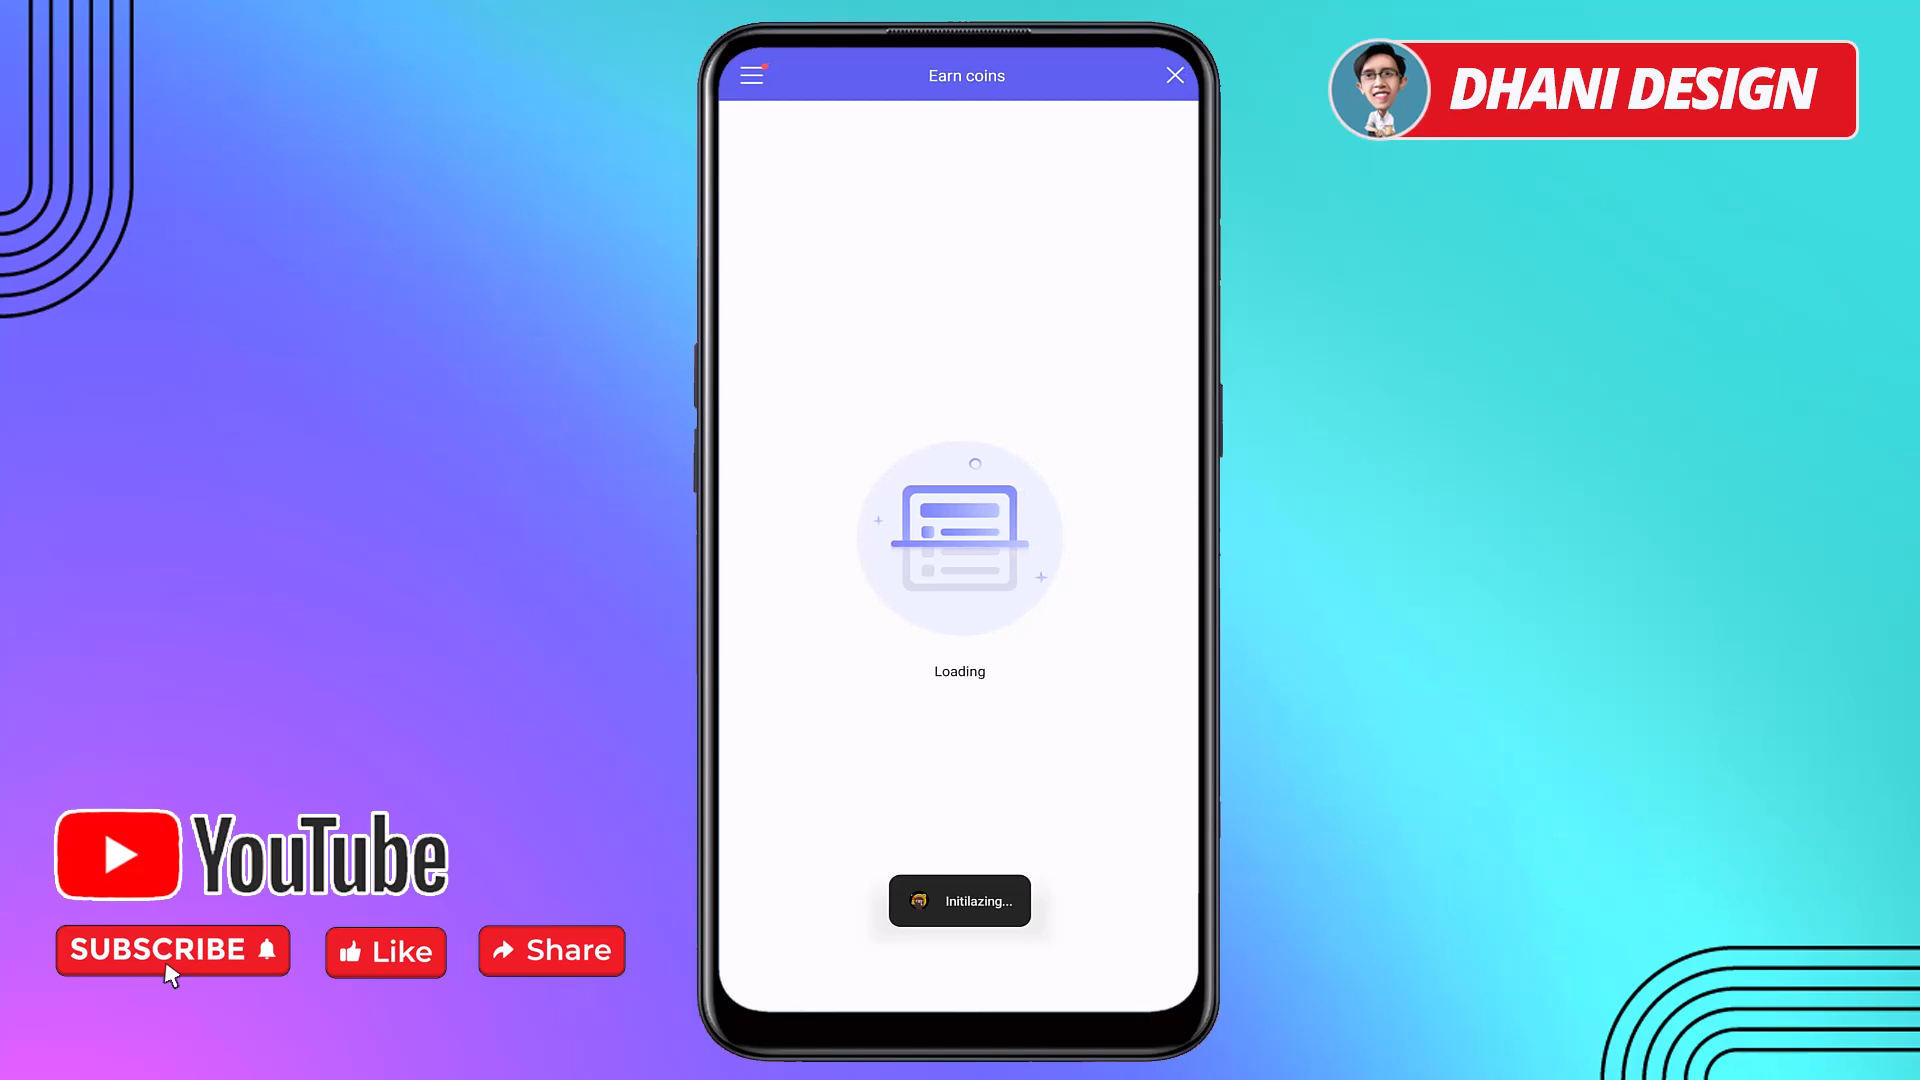 Earn coins
DHANI DESIGN
Loading
Initilazing...
YouTube
SUBSCRIBE
Like
Share